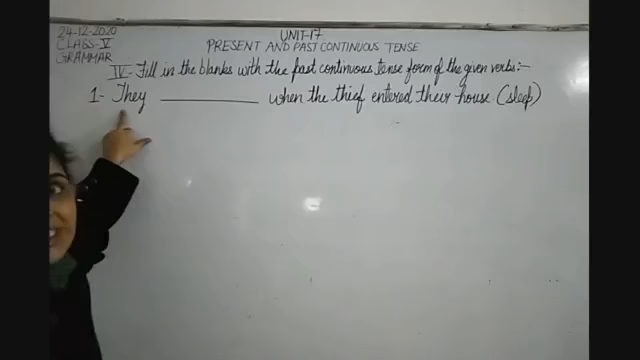 24-12-2020
CLASS-V
GRAMMAR
UNIT-17
PRESENT AND PAST CONTINUOUS TENSE
IV- Fill in the blanks with the past continuous tense form of the given verbs:-
1- They __________ when the thief entered their house. (sleep)